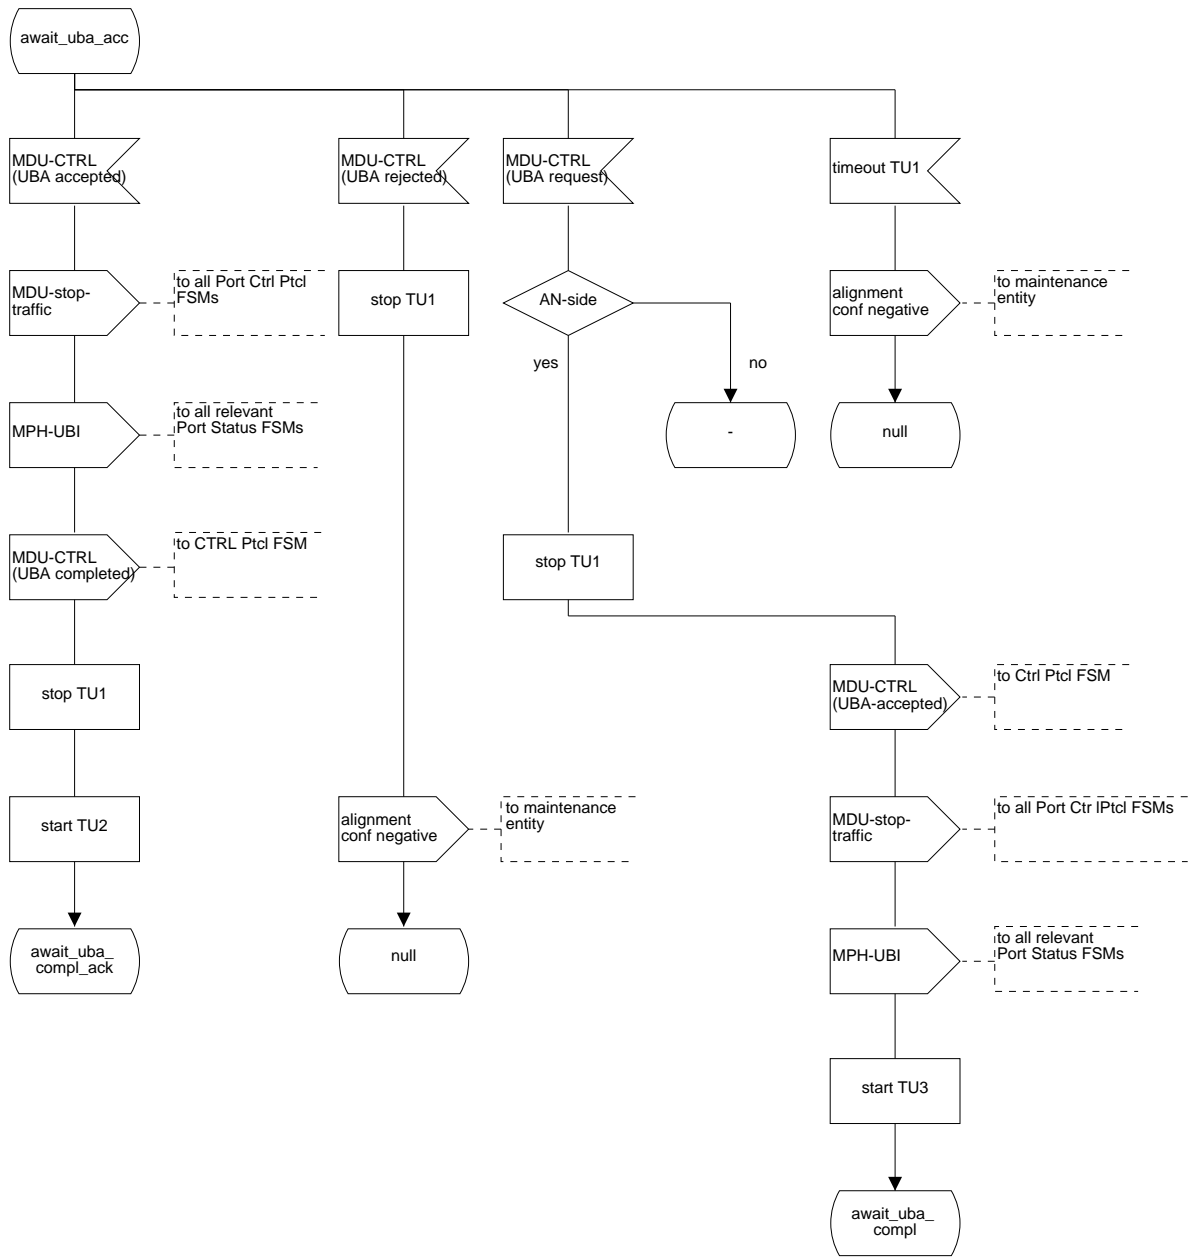 await_uba_acc
MDU-CTRL
(UBA accepted)
MDU-CTRL
(UBA rejected)
MDU-CTRL
(UBA request)
timeout TU1
MDU-stop-
traffic
to all Port Ctrl Ptcl
FSMs
stop TU1
AN-side
alignment
conf negative
to maintenance
entity
yes
no
MPH-UBI
to all relevant
Port Status FSMs
-
null
MDU-CTRL
(UBA completed)
to CTRL Ptcl FSM
stop TU1
stop TU1
MDU-CTRL
(UBA-accepted)
to Ctrl Ptcl FSM
start TU2
alignment
conf negative
to maintenance
entity
MDU-stop-
traffic
to all Port Ctr lPtcl FSMs
await_uba_
compl_ack
null
MPH-UBI
to all relevant
Port Status FSMs
start TU3
await_uba_
compl